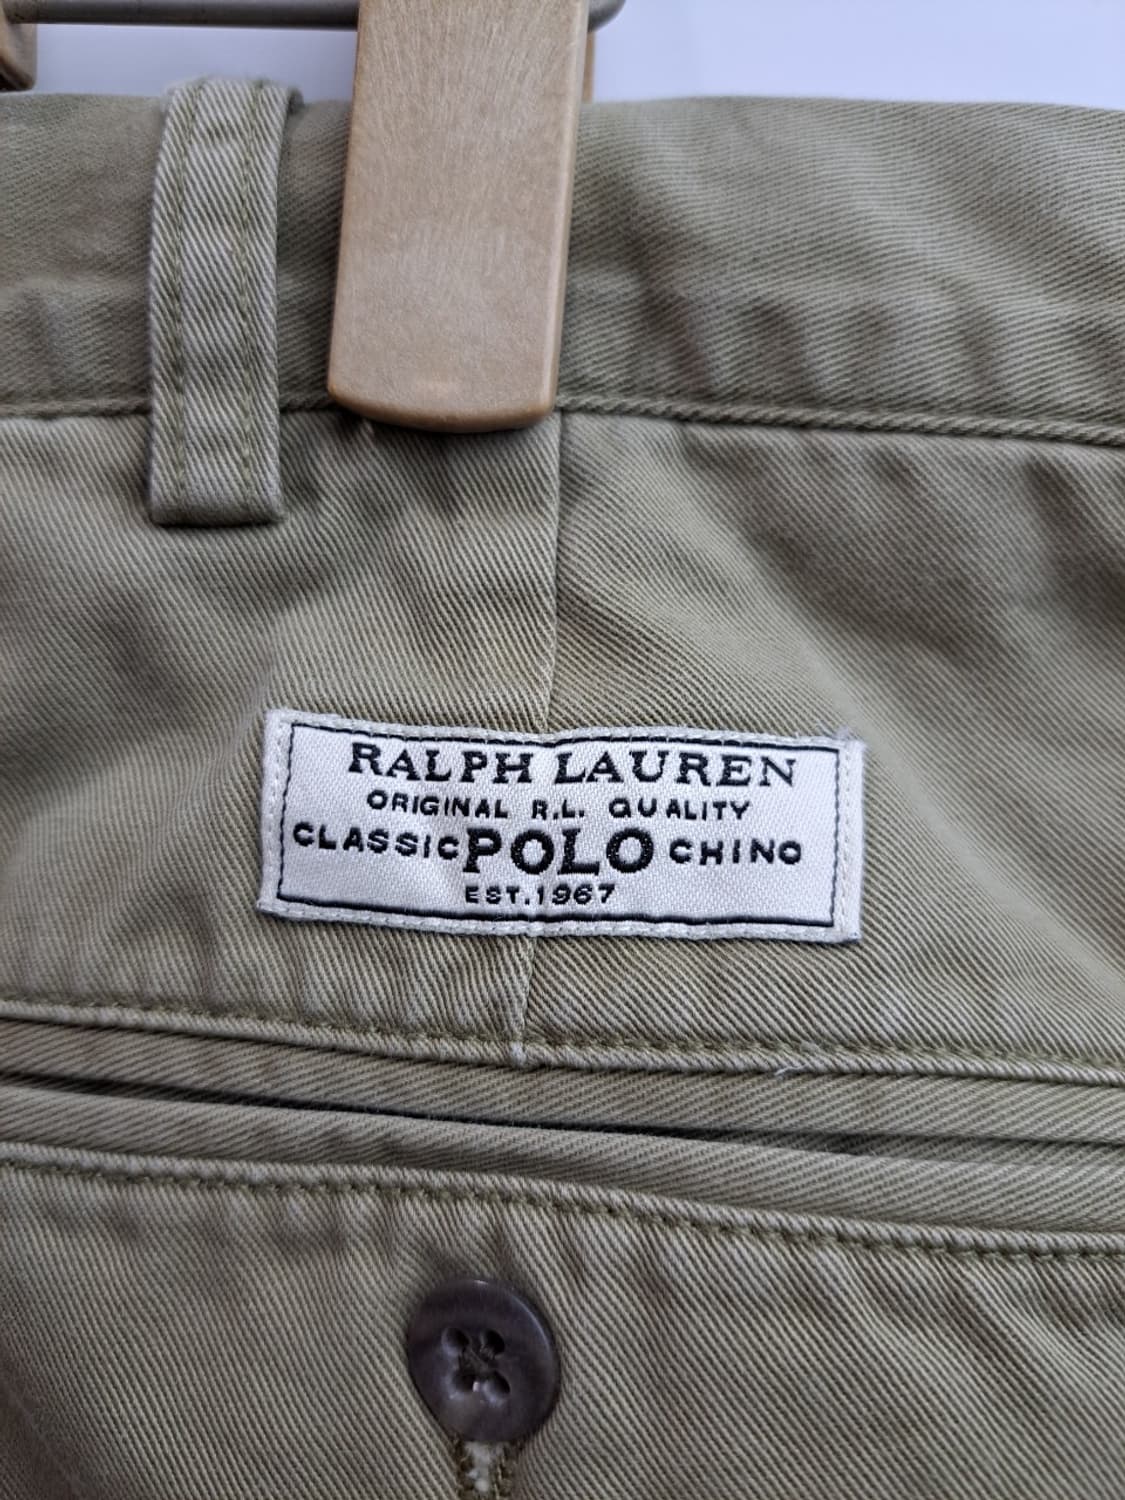 RALPH LAUREN
ORIGINAL R.L. QUALITY
CLASSIC POLO CHINO
EST.1967